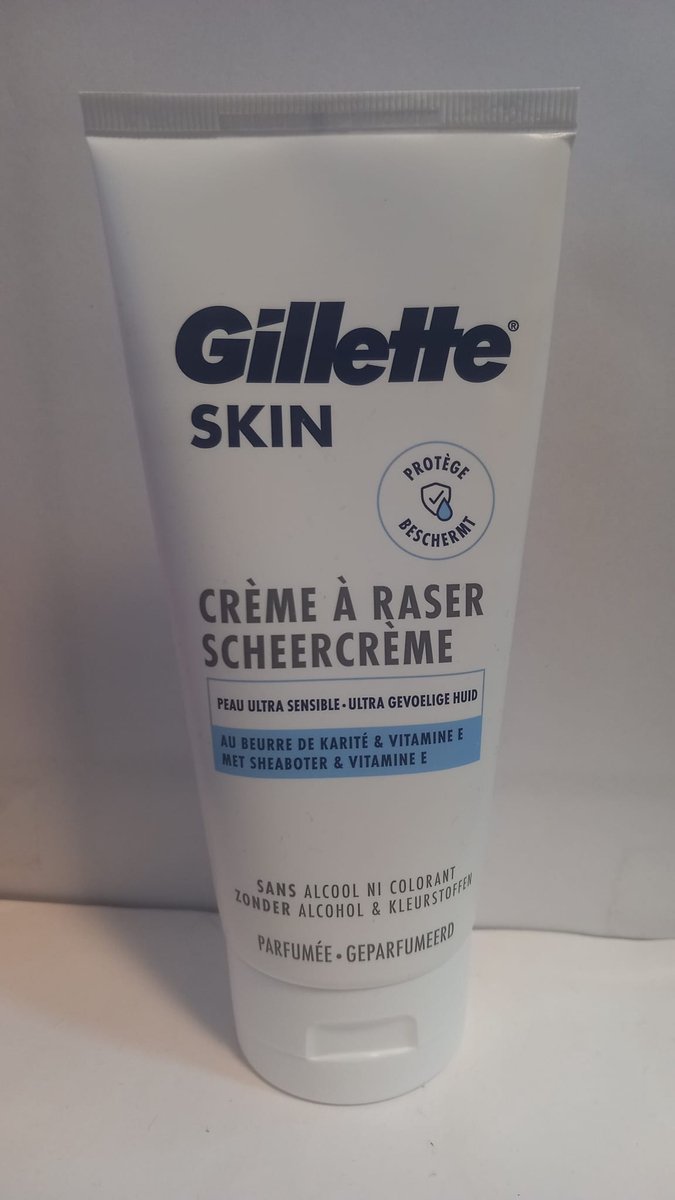 Gillette®
SKIN
PROTÈGE
BESCHERMT
CRÈME À RASER
SCHEERCRÈME
PEAU ULTRA SENSIBLE • ULTRA GEVOELIGE HUID
AU BEURRE DE KARITÉ & VITAMINE E
MET SHEABOTER & VITAMINE E
SANS ALCOOL NI COLORANT
ZONDER ALCOHOL & KLEURSTOFFEN
PARFUMÉE • GEPARFUMEERD